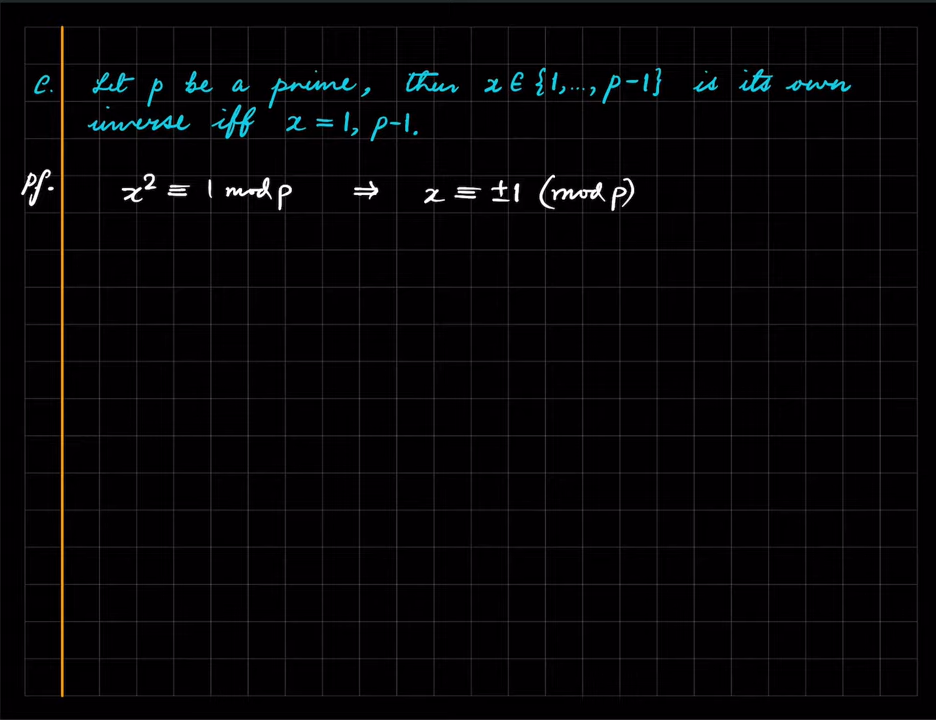 C. Let p be a prime, then x ∈ {1,..., p-1} is its own
inverse iff x = 1, p-1.
Pf. x² ≡ 1 mod p ⇒ x ≡ ±1 (mod p)